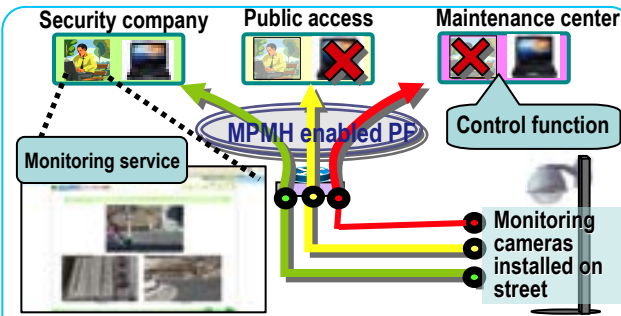 Security company
Public access
Maintenance center
MPMH enabled PF
Control function
Monitoring service
Monitoring
cameras
installed on
street